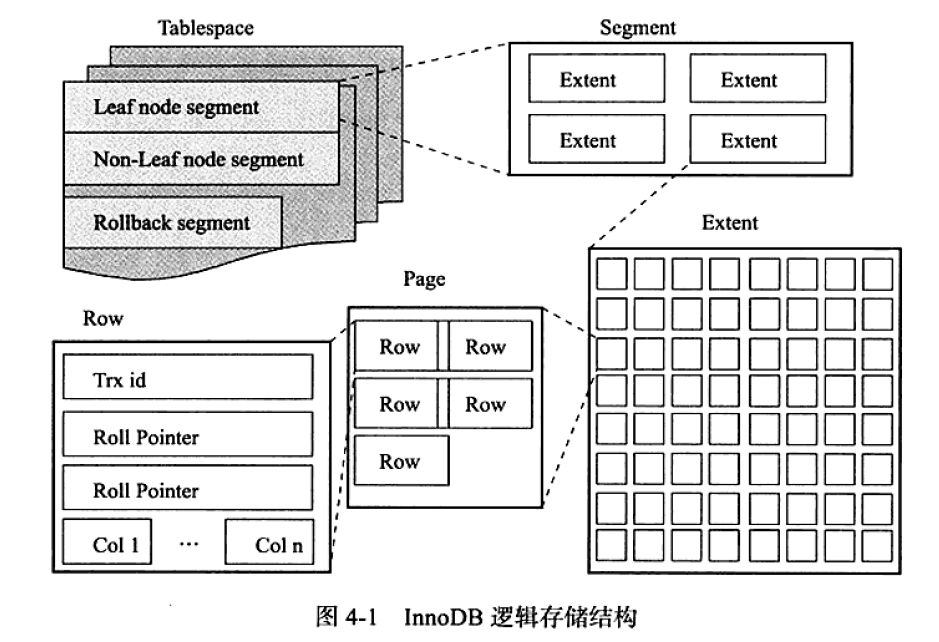 Tablespace
Leaf node segment
Non-Leaf node segment
Rollback segment
Segment
Extent Extent
Extent Extent
Extent
Page
Row Row
Row Row
Row
Row
Trx id
Roll Pointer
Roll Pointer
Col 1 ... Col n
图 4-1 InnoDB 逻辑存储结构